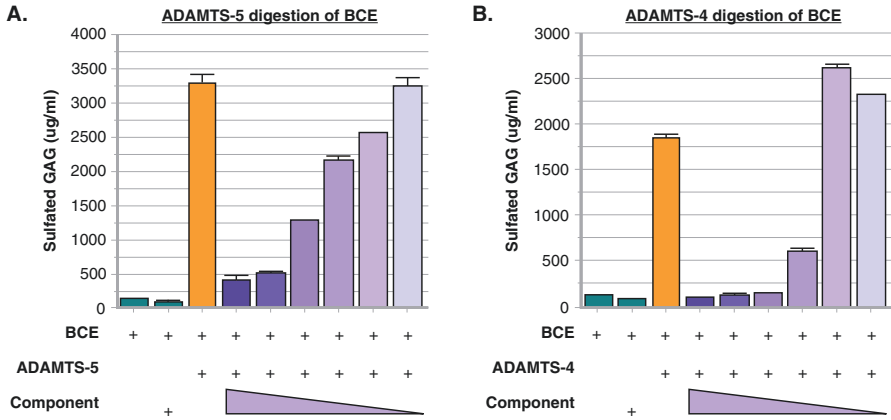 A.
ADAMTS-5 digestion of BCE
Sulfated GAG (ug/ml)
4000
3500
3000
2500
2000
1500
1000
500
0
BCE + + + + + + + + +
ADAMTS-5 + + + + + + +
Component +
B.
ADAMTS-4 digestion of BCE
Sulfated GAG (ug/ml)
3000
2500
2000
1500
1000
500
0
BCE + + + + + + + + +
ADAMTS-4 + + + + + + +
Component +